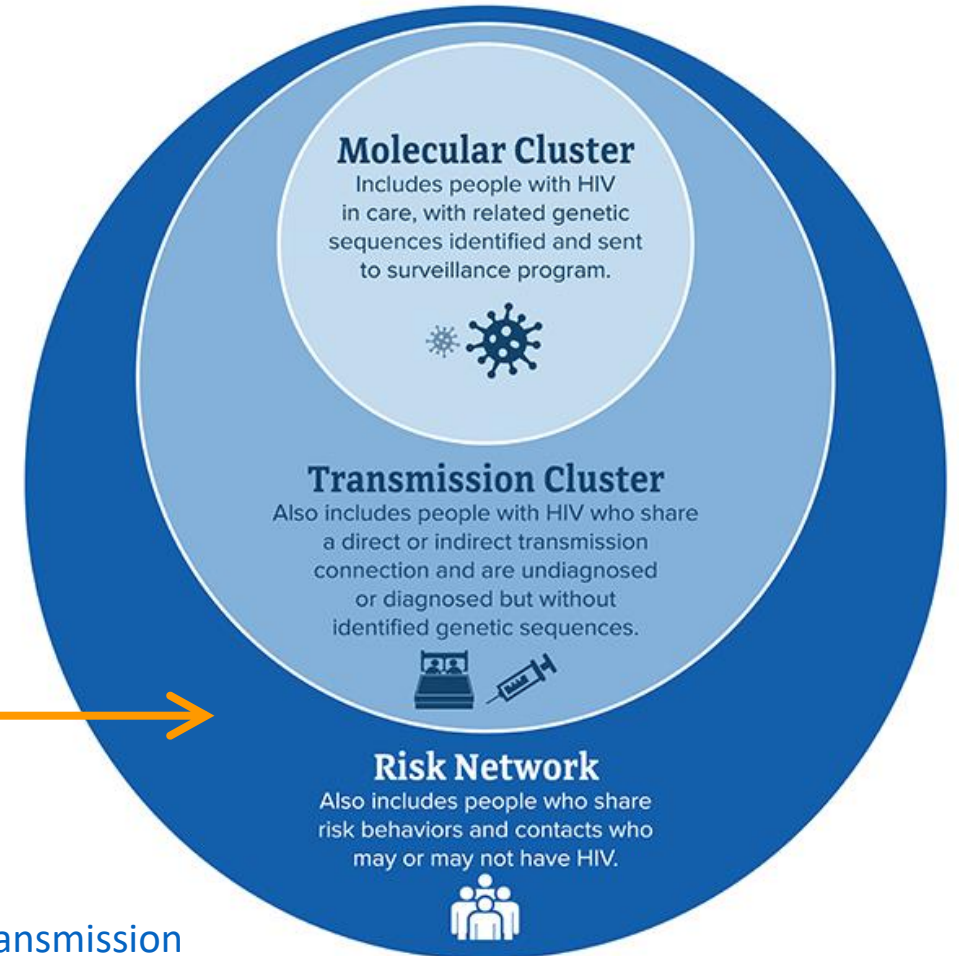 Molecular Cluster
Includes people with HIV
in care, with related genetic
sequences identified and sent
to surveillance program.
Transmission Cluster
Also includes people with HIV who share
a direct or indirect transmission
connection and are undiagnosed
or diagnosed but without
identified genetic sequences.
Risk Network
Also includes people who share
risk behaviors and contacts who
may or may not have HIV.